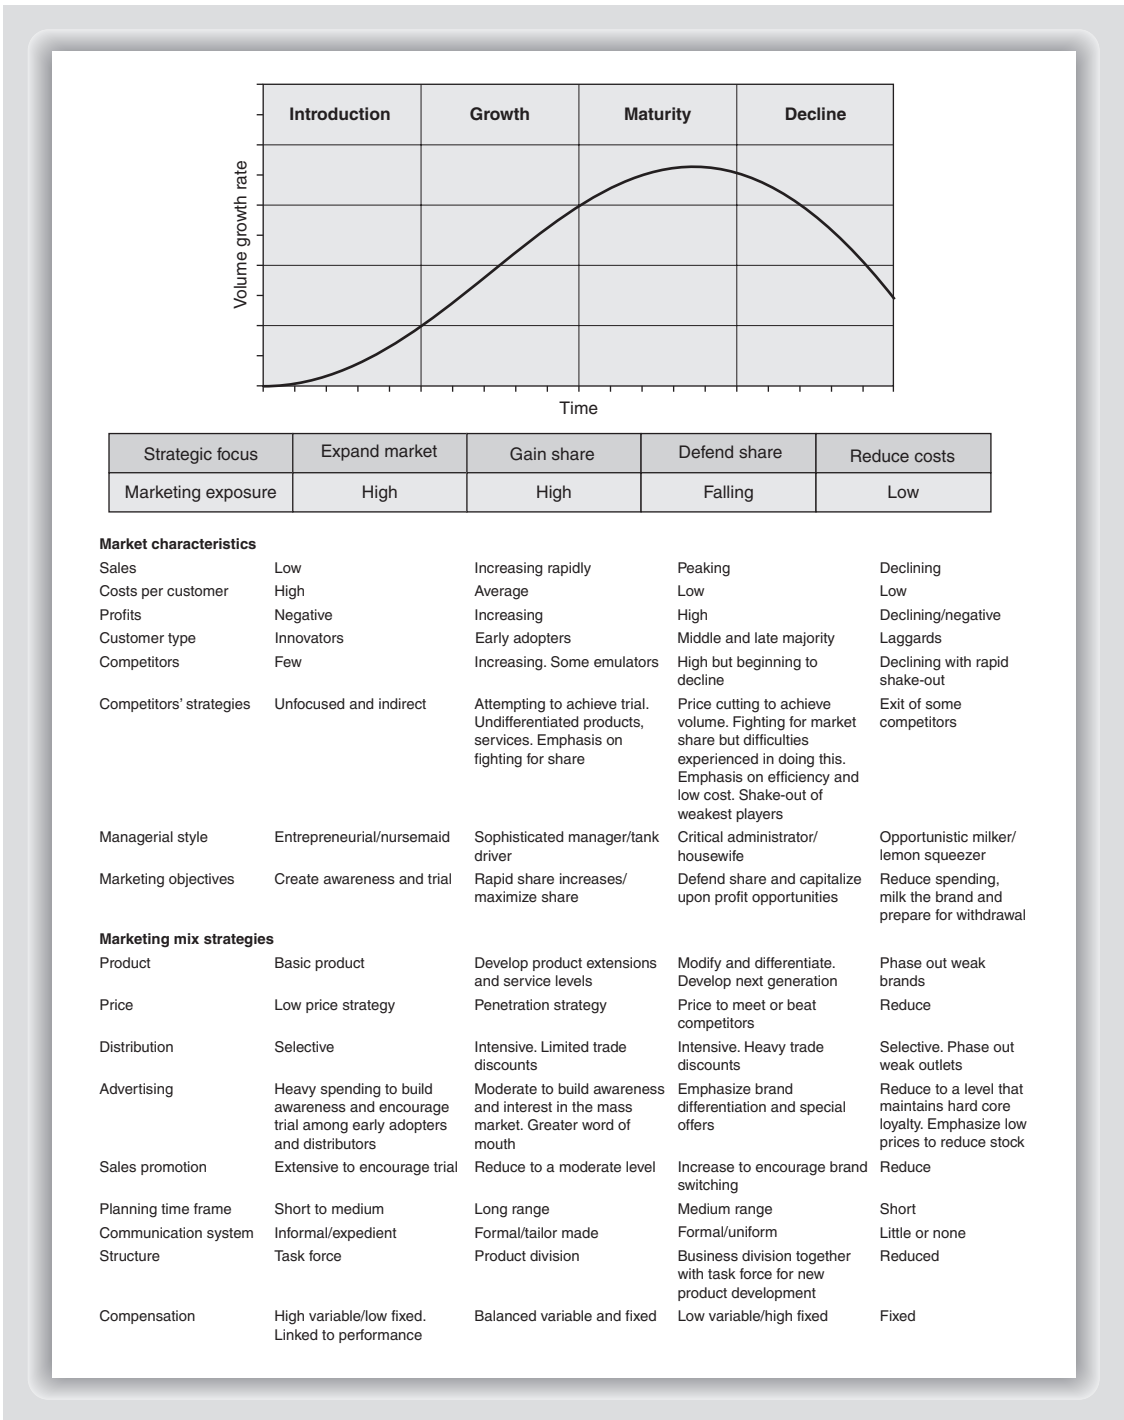 Introduction Growth Maturity Decline
Volume growth rate
Time
Strategic focus Expand market Gain share Defend share Reduce costs
Marketing exposure High High Falling Low
Market characteristics
Sales Low Increasing rapidly Peaking Declining
Costs per customer High Average Low Low
Profits Negative Increasing High Declining/negative
Customer type Innovators Early adopters Middle and late majority Laggards
Competitors Few Increasing. Some emulators High but beginning to Declining with rapid
decline shake-out
Competitors' strategies Unfocused and indirect Attempting to achieve trial. Price cutting to achieve Exit of some
Undifferentiated products, volume. Fighting for market competitors
services. Emphasis on share but difficulties
fighting for share experienced in doing this.
Emphasis on efficiency and
low cost. Shake-out of
weakest players
Managerial style Entrepreneurial/nursemaid Sophisticated manager/tank Critical administrator/ Opportunistic milker/
driver housewife lemon squeezer
Marketing objectives Create awareness and trial Rapid share increases/ Defend share and capitalize Reduce spending,
maximize share upon profit opportunities milk the brand and
prepare for withdrawal
Marketing mix strategies
Product Basic product Develop product extensions Modify and differentiate. Phase out weak
and service levels Develop next generation brands
Price Low price strategy Penetration strategy Price to meet or beat Reduce
competitors
Distribution Selective Intensive. Limited trade Intensive. Heavy trade Selective. Phase out
discounts discounts weak outlets
Advertising Heavy spending to build Moderate to build awareness Emphasize brand Reduce to a level that
awareness and encourage and interest in the mass differentiation and special maintains hard core
trial among early adopters market. Greater word of offers loyalty. Emphasize low
and distributors mouth prices to reduce stock
Sales promotion Extensive to encourage trial Reduce to a moderate level Increase to encourage brand Reduce
switching
Planning time frame Short to medium Long range Medium range Short
Communication system Informal/expedient Formal/tailor made Formal/uniform Little or none
Structure Task force Product division Business division together Reduced
with task force for new
product development
Compensation High variable/low fixed. Balanced variable and fixed Low variable/high fixed Fixed
Linked to performance